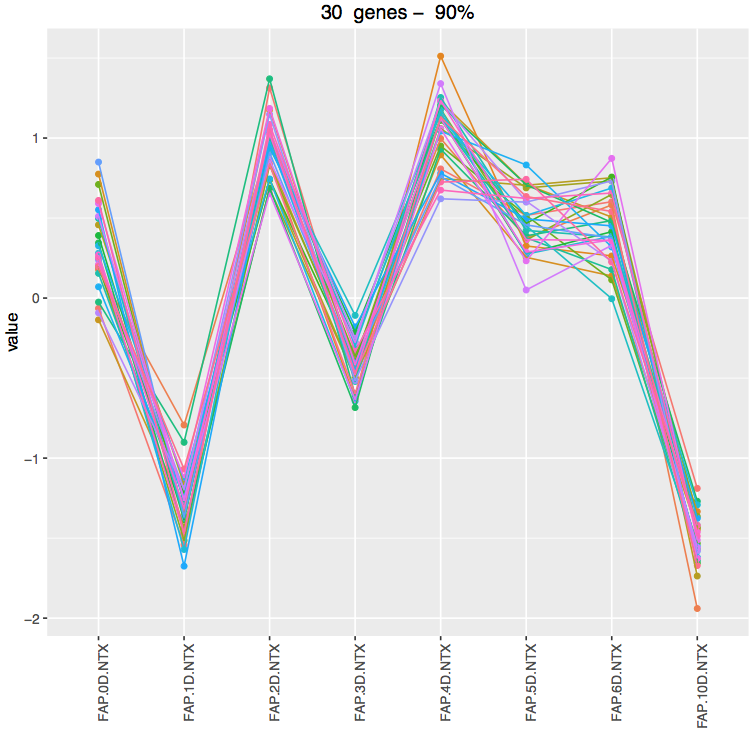 30 genes – 90%
value
1
0
−1
−2
FAP.0D.NTX
FAP.1D.NTX
FAP.2D.NTX
FAP.3D.NTX
FAP.4D.NTX
FAP.5D.NTX
FAP.6D.NTX
FAP.10D.NTX